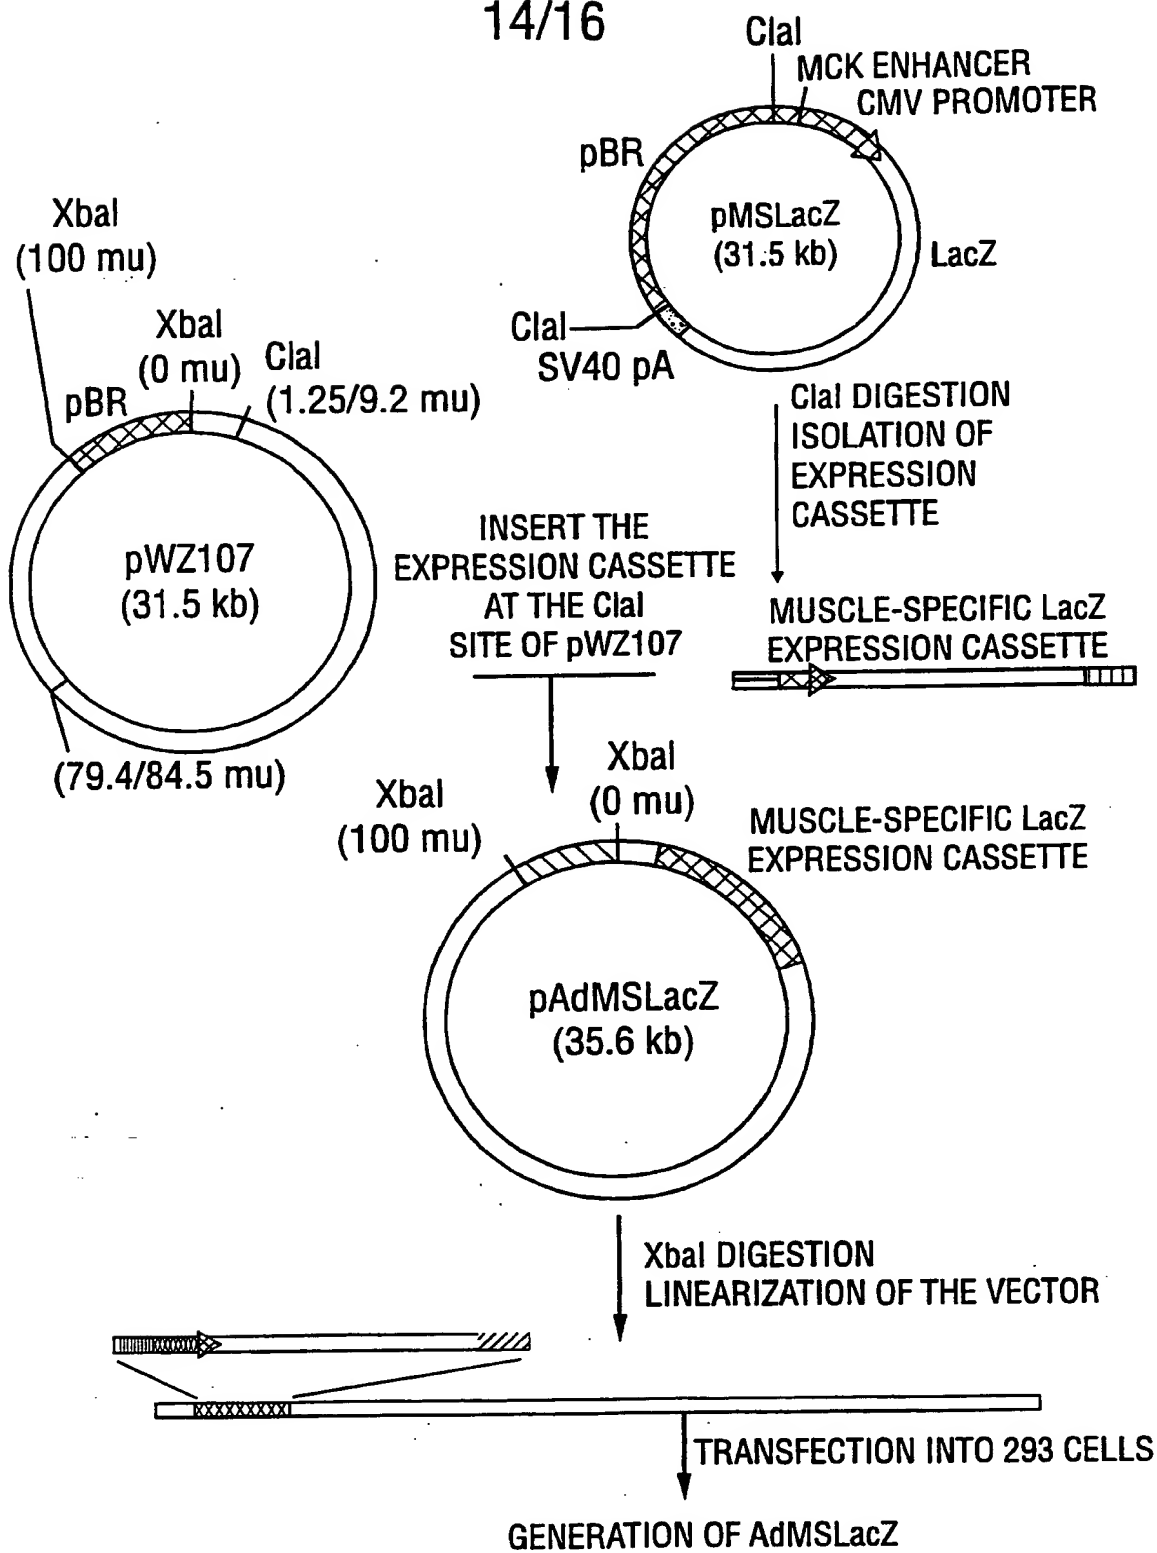 14/16
ClaI
MCK ENHANCER
CMV PROMOTER
pBR
pMSLacZ
(31.5 kb)
LacZ
ClaI
SV40 pA
XbaI
(100 mu)
XbaI
(0 mu)
ClaI
(1.25/9.2 mu)
pBR
pWZ107
(31.5 kb)
(79.4/84.5 mu)
ClaI DIGESTION
ISOLATION OF
EXPRESSION
CASSETTE
INSERT THE
EXPRESSION CASSETTE
AT THE ClaI
SITE OF pWZ107
MUSCLE-SPECIFIC LacZ
EXPRESSION CASSETTE
XbaI
(100 mu)
XbaI
(0 mu)
MUSCLE-SPECIFIC LacZ
EXPRESSION CASSETTE
pAdMSLacZ
(35.6 kb)
XbaI DIGESTION
LINEARIZATION OF THE VECTOR
TRANSFECTION INTO 293 CELLS
GENERATION OF AdMSLacZ